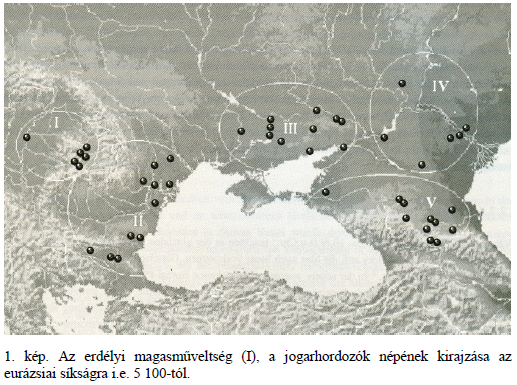 I
II
III
IV
V
1. kép. Az erdélyi magasműveltség (I), a jogarhordozók népének kirajzása az
eurázsiai síkságra i.e. 5 100-tól.